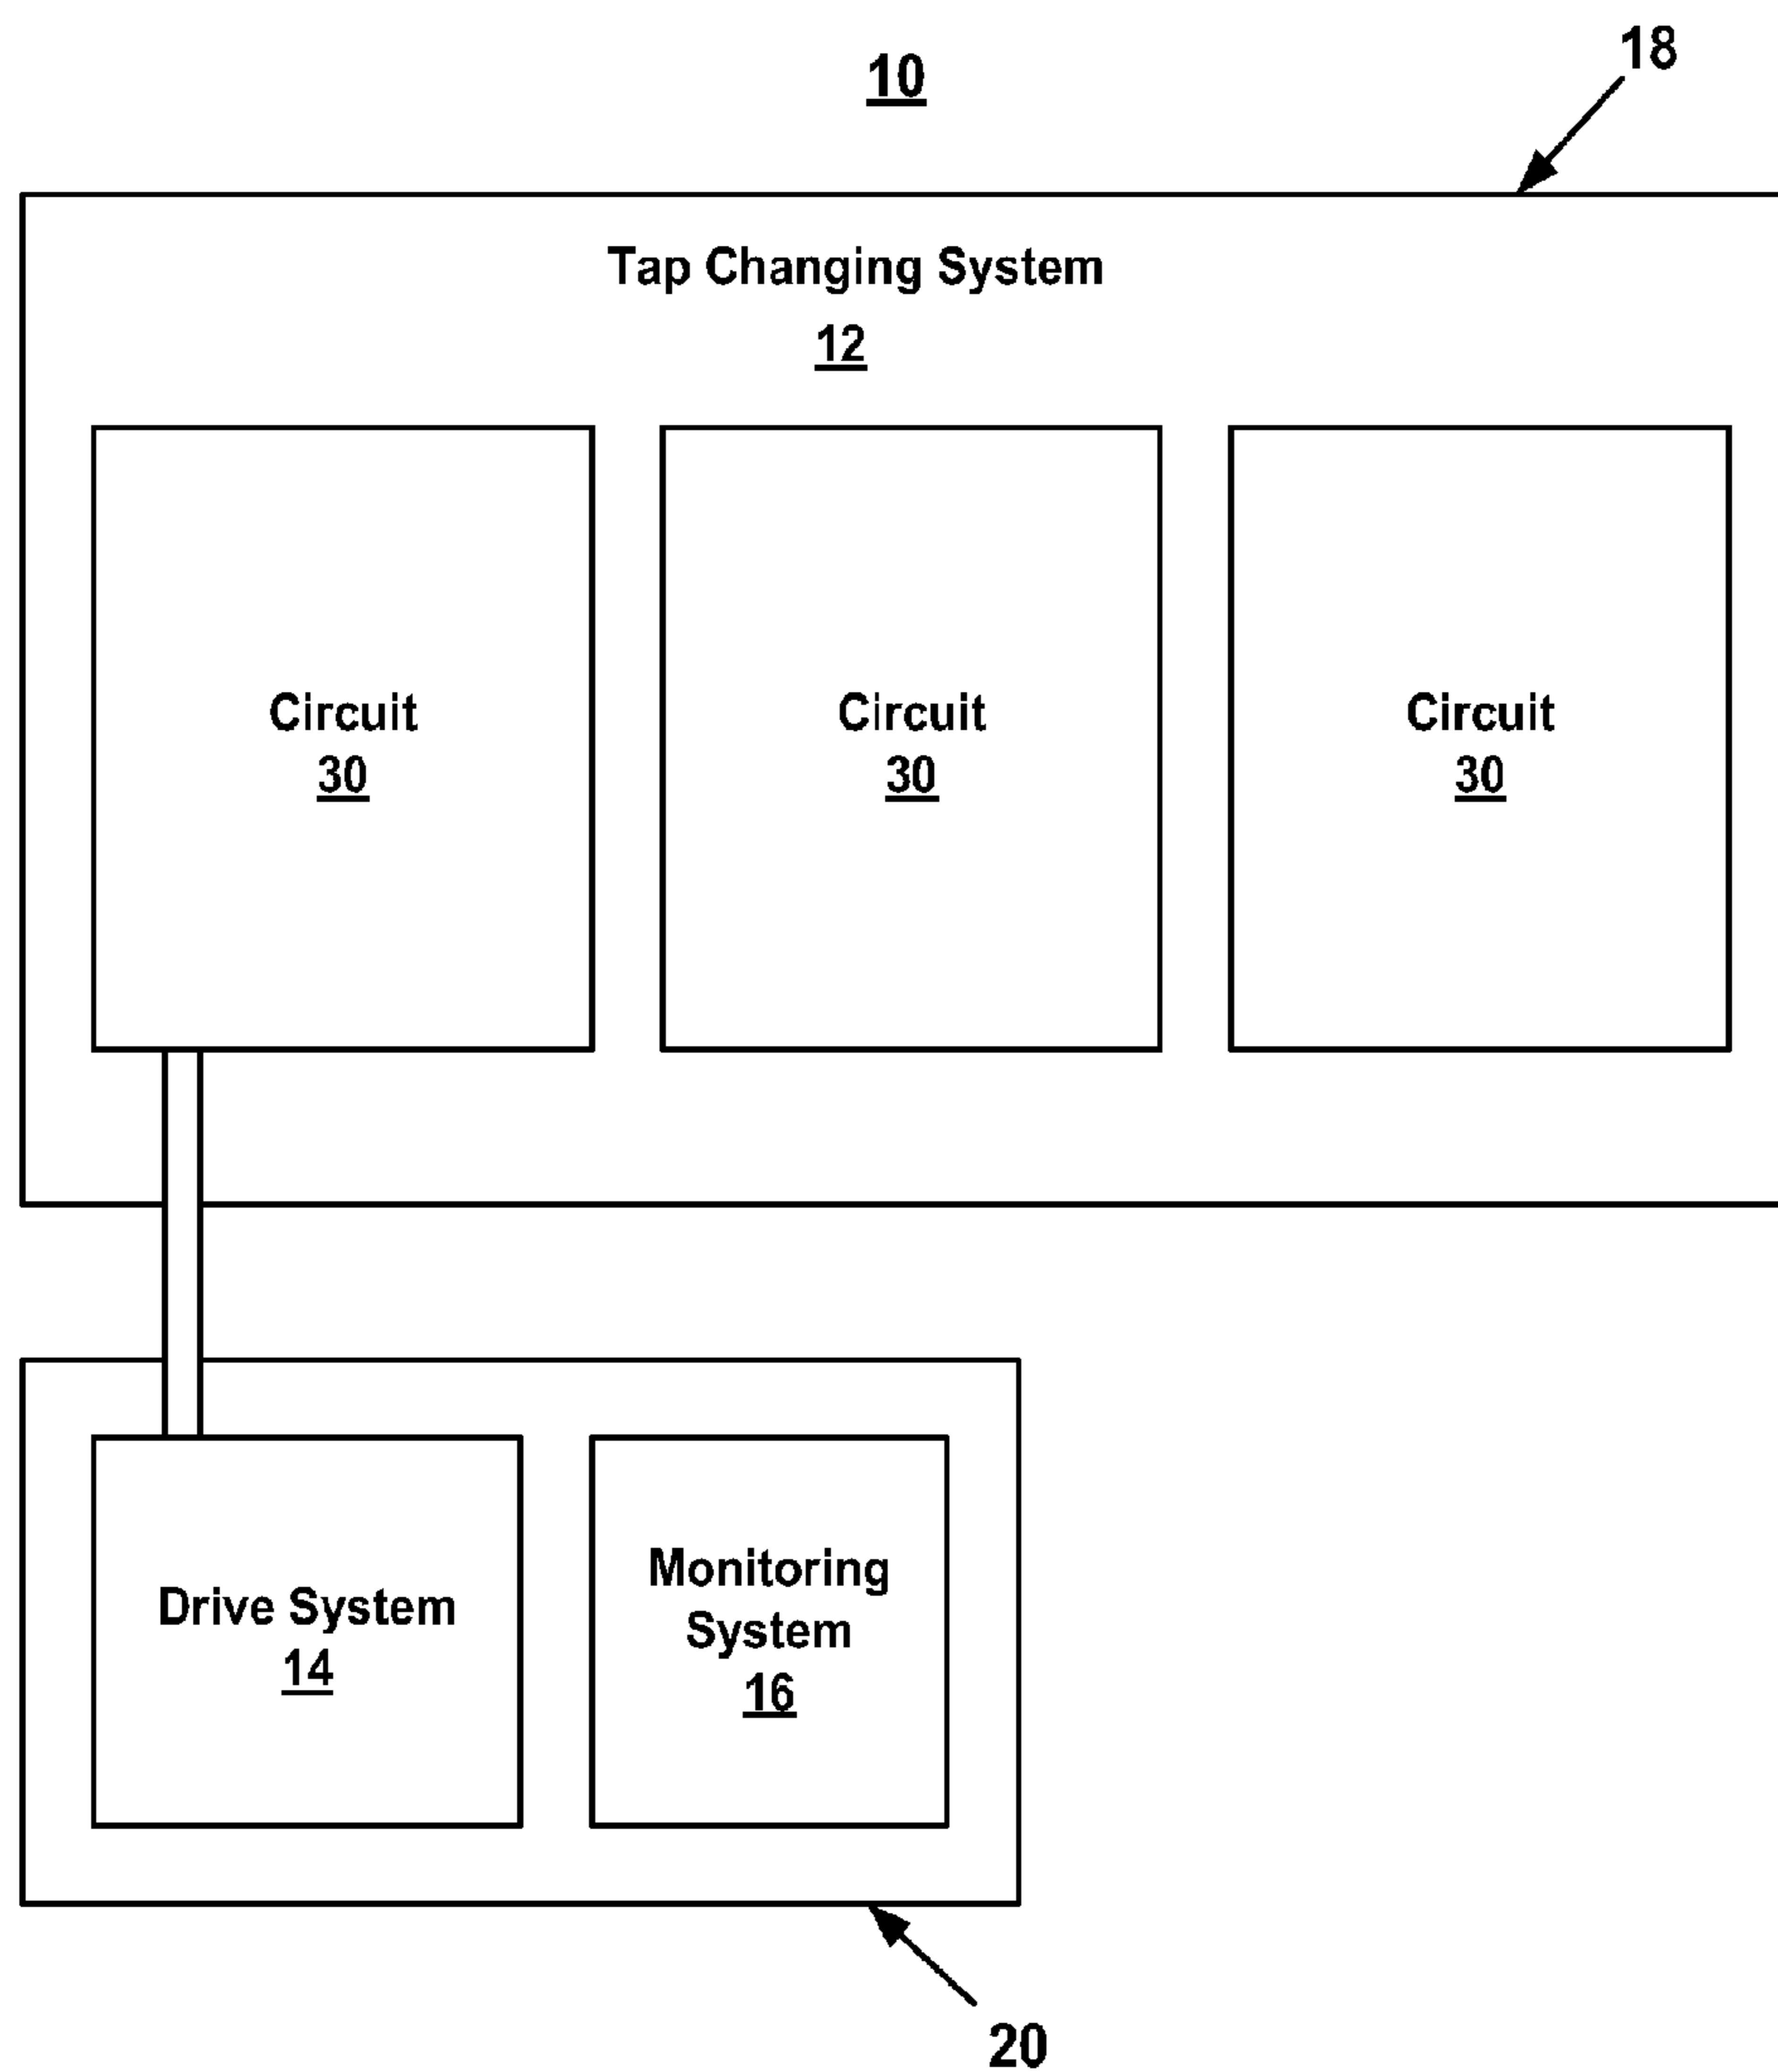 10
18
Tap Changing System
12
Circuit
30
Circuit
30
Circuit
30
Drive System
14
Monitoring
System
16
20